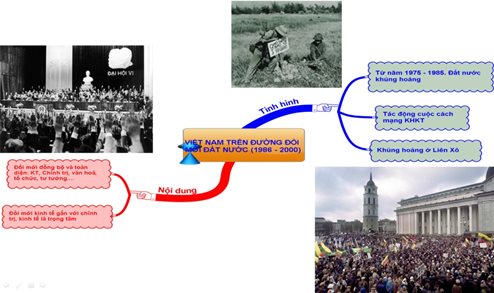 ĐẠI HỘI VI
Tình hình
Từ năm 1975 - 1985, Đất nước
khủng hoảng
Tác động cuộc cách
mạng KHKT
Khủng hoảng ở Liên Xô
VIỆT NAM TRÊN ĐƯỜNG ĐỔI
MỚI ĐẤT NƯỚC (1986 - 2000)
Nội dung
Đổi mới đồng bộ và toàn
diện: KT, Chính trị, văn hoá,
tổ chức, tư tưởng....
Đổi mới kinh tế gắn với chính
trị, kinh tế là trọng tâm